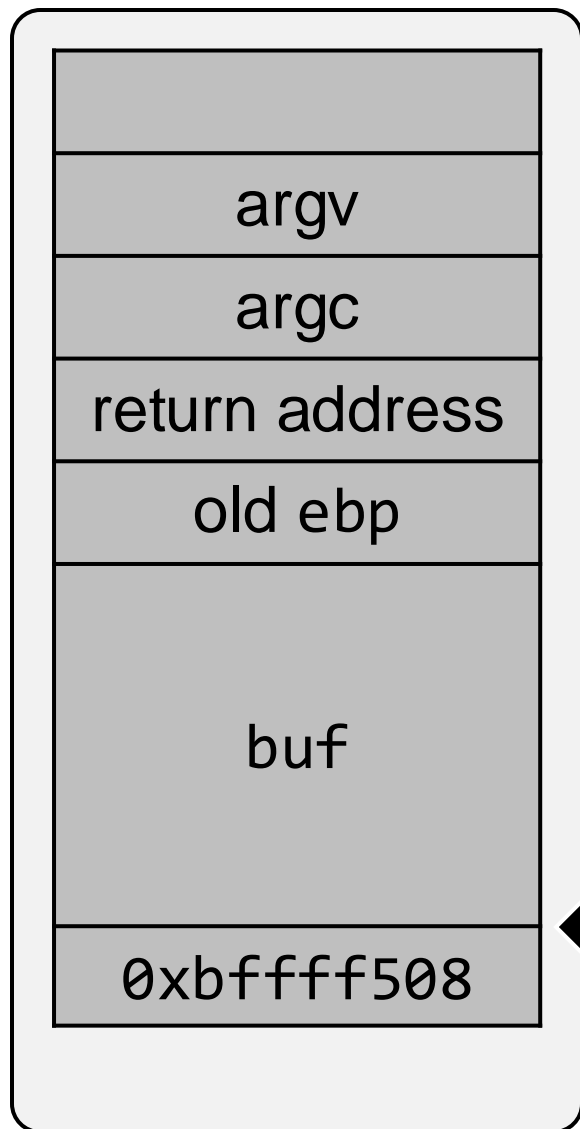 argv
argc
return address
old ebp
buf
0xbffff508